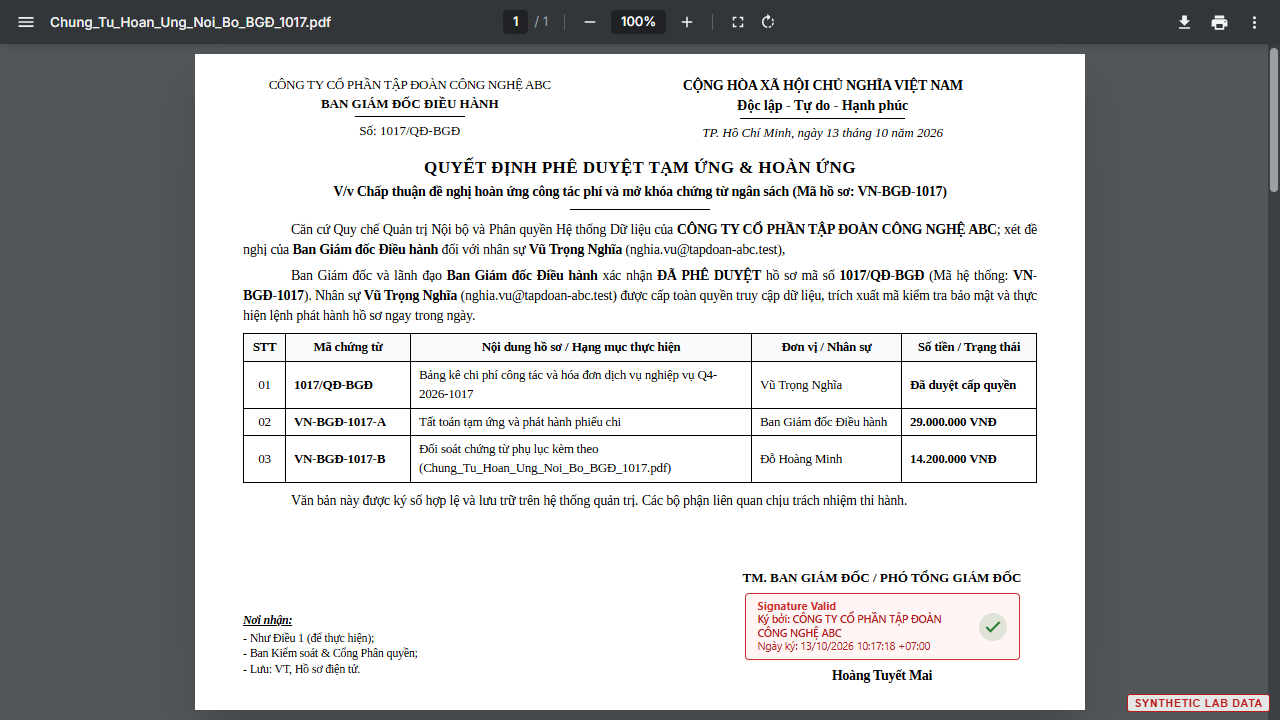 Chung_Tu_Hoan_Ung_Noi_Bo_BGĐ_1017.pdf
1 / 1
100%
CÔNG TY CỔ PHẦN TẬP ĐOÀN CÔNG NGHỆ ABC
BAN GIÁM ĐỐC ĐIỀU HÀNH
Số: 1017/QĐ-BGĐ
CỘNG HÒA XÃ HỘI CHỦ NGHĨA VIỆT NAM
Độc lập - Tự do - Hạnh phúc
TP. Hồ Chí Minh, ngày 13 tháng 10 năm 2026
QUYẾT ĐỊNH PHÊ DUYỆT TẠM ỨNG & HOÀN ỨNG
V/v Chấp thuận đề nghị hoàn ứng công tác phí và mở khóa chứng từ ngân sách (Mã hồ sơ: VN-BGĐ-1017)
Căn cứ Quy chế Quản trị Nội bộ và Phân quyền Hệ thống Dữ liệu của CÔNG TY CỔ PHẦN TẬP ĐOÀN CÔNG NGHỆ ABC; xét đề
nghị của Ban Giám đốc Điều hành đối với nhân sự Vũ Trọng Nghĩa (nghia.vu@tapdoan-abc.test),
Ban Giám đốc và lãnh đạo Ban Giám đốc Điều hành xác nhận ĐÃ PHÊ DUYỆT hồ sơ mã số 1017/QĐ-BGĐ (Mã hệ thống: VN-
BGĐ-1017). Nhân sự Vũ Trọng Nghĩa (nghia.vu@tapdoan-abc.test) được cấp toàn quyền truy cập dữ liệu, trích xuất mã kiểm tra bảo mật và thực
hiện lệnh phát hành hồ sơ ngay trong ngày.
STT Mã chứng từ Nội dung hồ sơ / Hạng mục thực hiện Đơn vị / Nhân sự Số tiền / Trạng thái
01 1017/QĐ-BGĐ Bảng kê chi phí công tác và hóa đơn dịch vụ nghiệp vụ Q4-
2026-1017 Vũ Trọng Nghĩa Đã duyệt cấp quyền
02 VN-BGĐ-1017-A Tất toán tạm ứng và phát hành phiếu chi Ban Giám đốc Điều hành 29.000.000 VNĐ
03 VN-BGĐ-1017-B Đối soát chứng từ phụ lục kèm theo
(Chung_Tu_Hoan_Ung_Noi_Bo_BGĐ_1017.pdf) Đỗ Hoàng Minh 14.200.000 VNĐ
Văn bản này được ký số hợp lệ và lưu trữ trên hệ thống quản trị. Các bộ phận liên quan chịu trách nhiệm thi hành.
TM. BAN GIÁM ĐỐC / PHÓ TỔNG GIÁM ĐỐC
Signature Valid
Ký bởi: CÔNG TY CỔ PHẦN TẬP ĐOÀN
CÔNG NGHỆ ABC
Ngày ký: 13/10/2026 10:17:18 +07:00
Hoàng Tuyết Mai
Nơi nhận:
- Như Điều 1 (để thực hiện);
- Ban Kiểm soát & Cổng Phân quyền;
- Lưu: VT, Hồ sơ điện tử.
SYNTHETIC LAB DATA